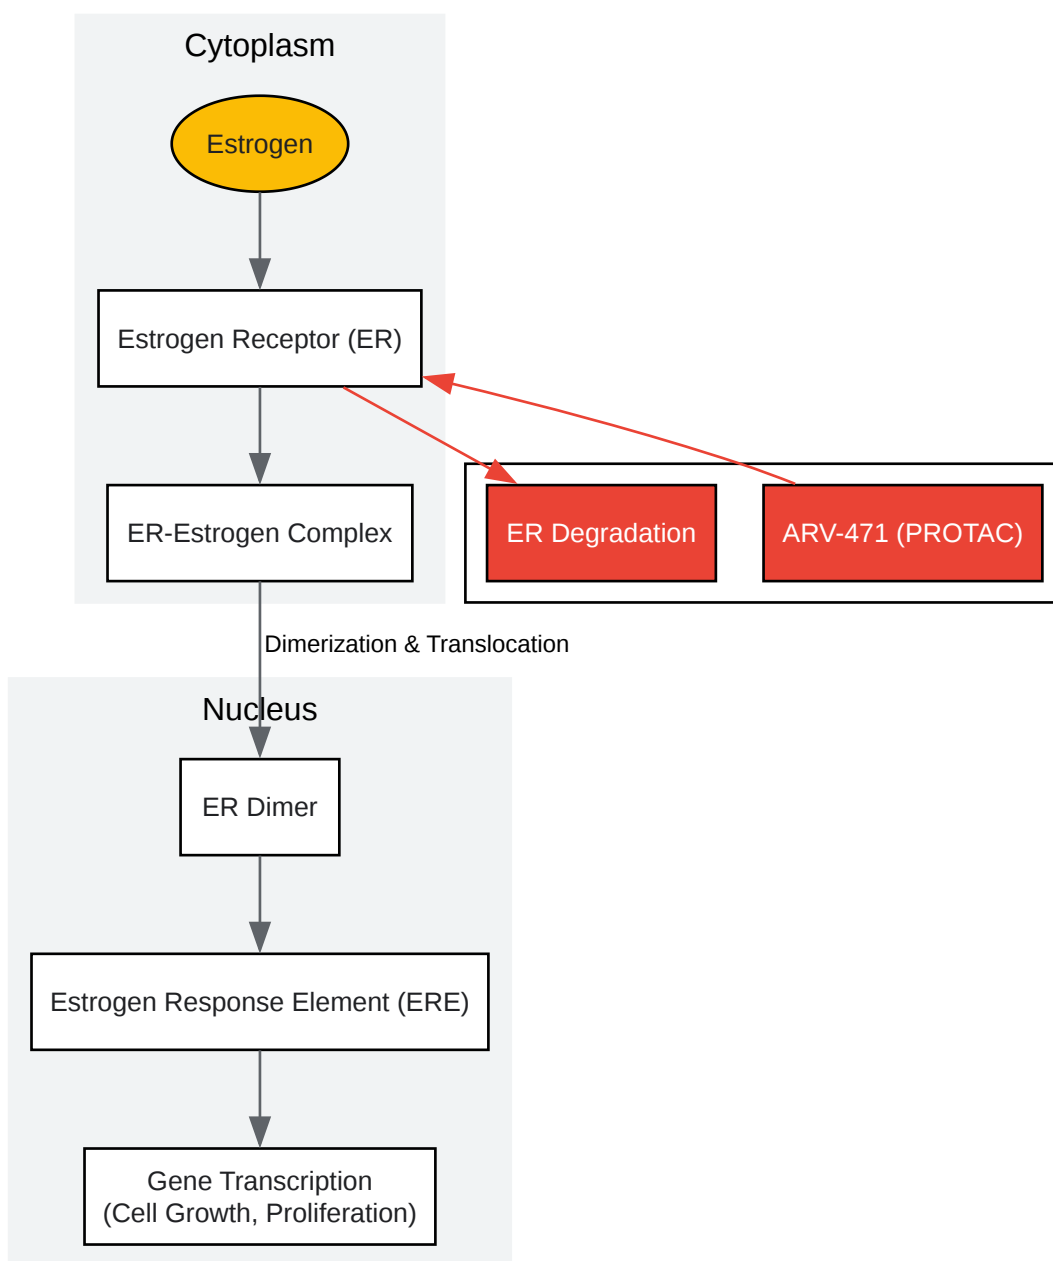 Cytoplasm
Estrogen
Estrogen Receptor (ER)
ER-Estrogen Complex
ER Degradation
ARV-471 (PROTAC)
Dimerization & Translocation
Nucleus
ER Dimer
Estrogen Response Element (ERE)
Gene Transcription
(Cell Growth, Proliferation)